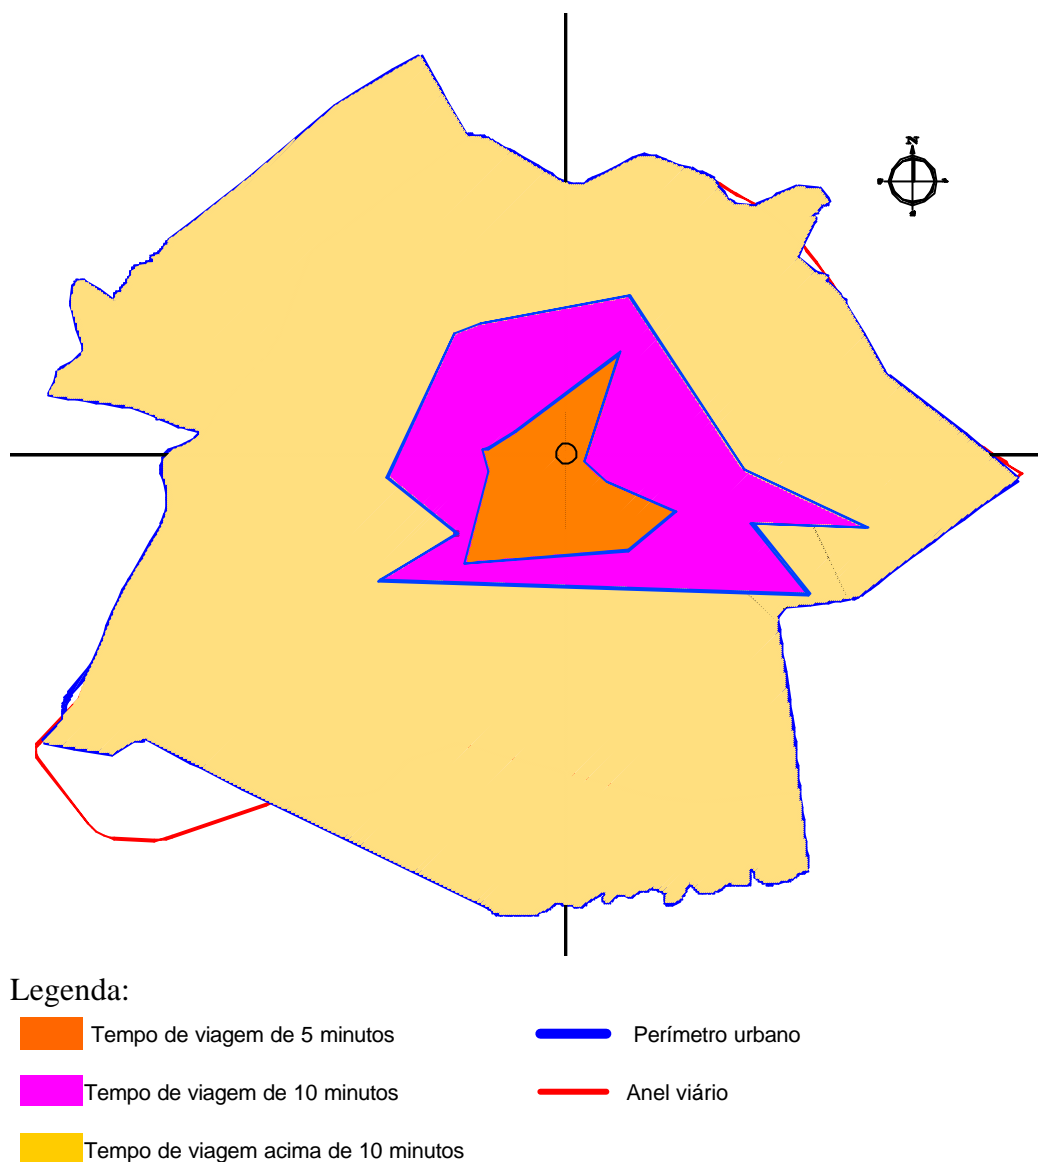 N
Legenda:
Tempo de viagem de 5 minutos
Perímetro urbano
Tempo de viagem de 10 minutos
Anel viário
Tempo de viagem acima de 10 minutos